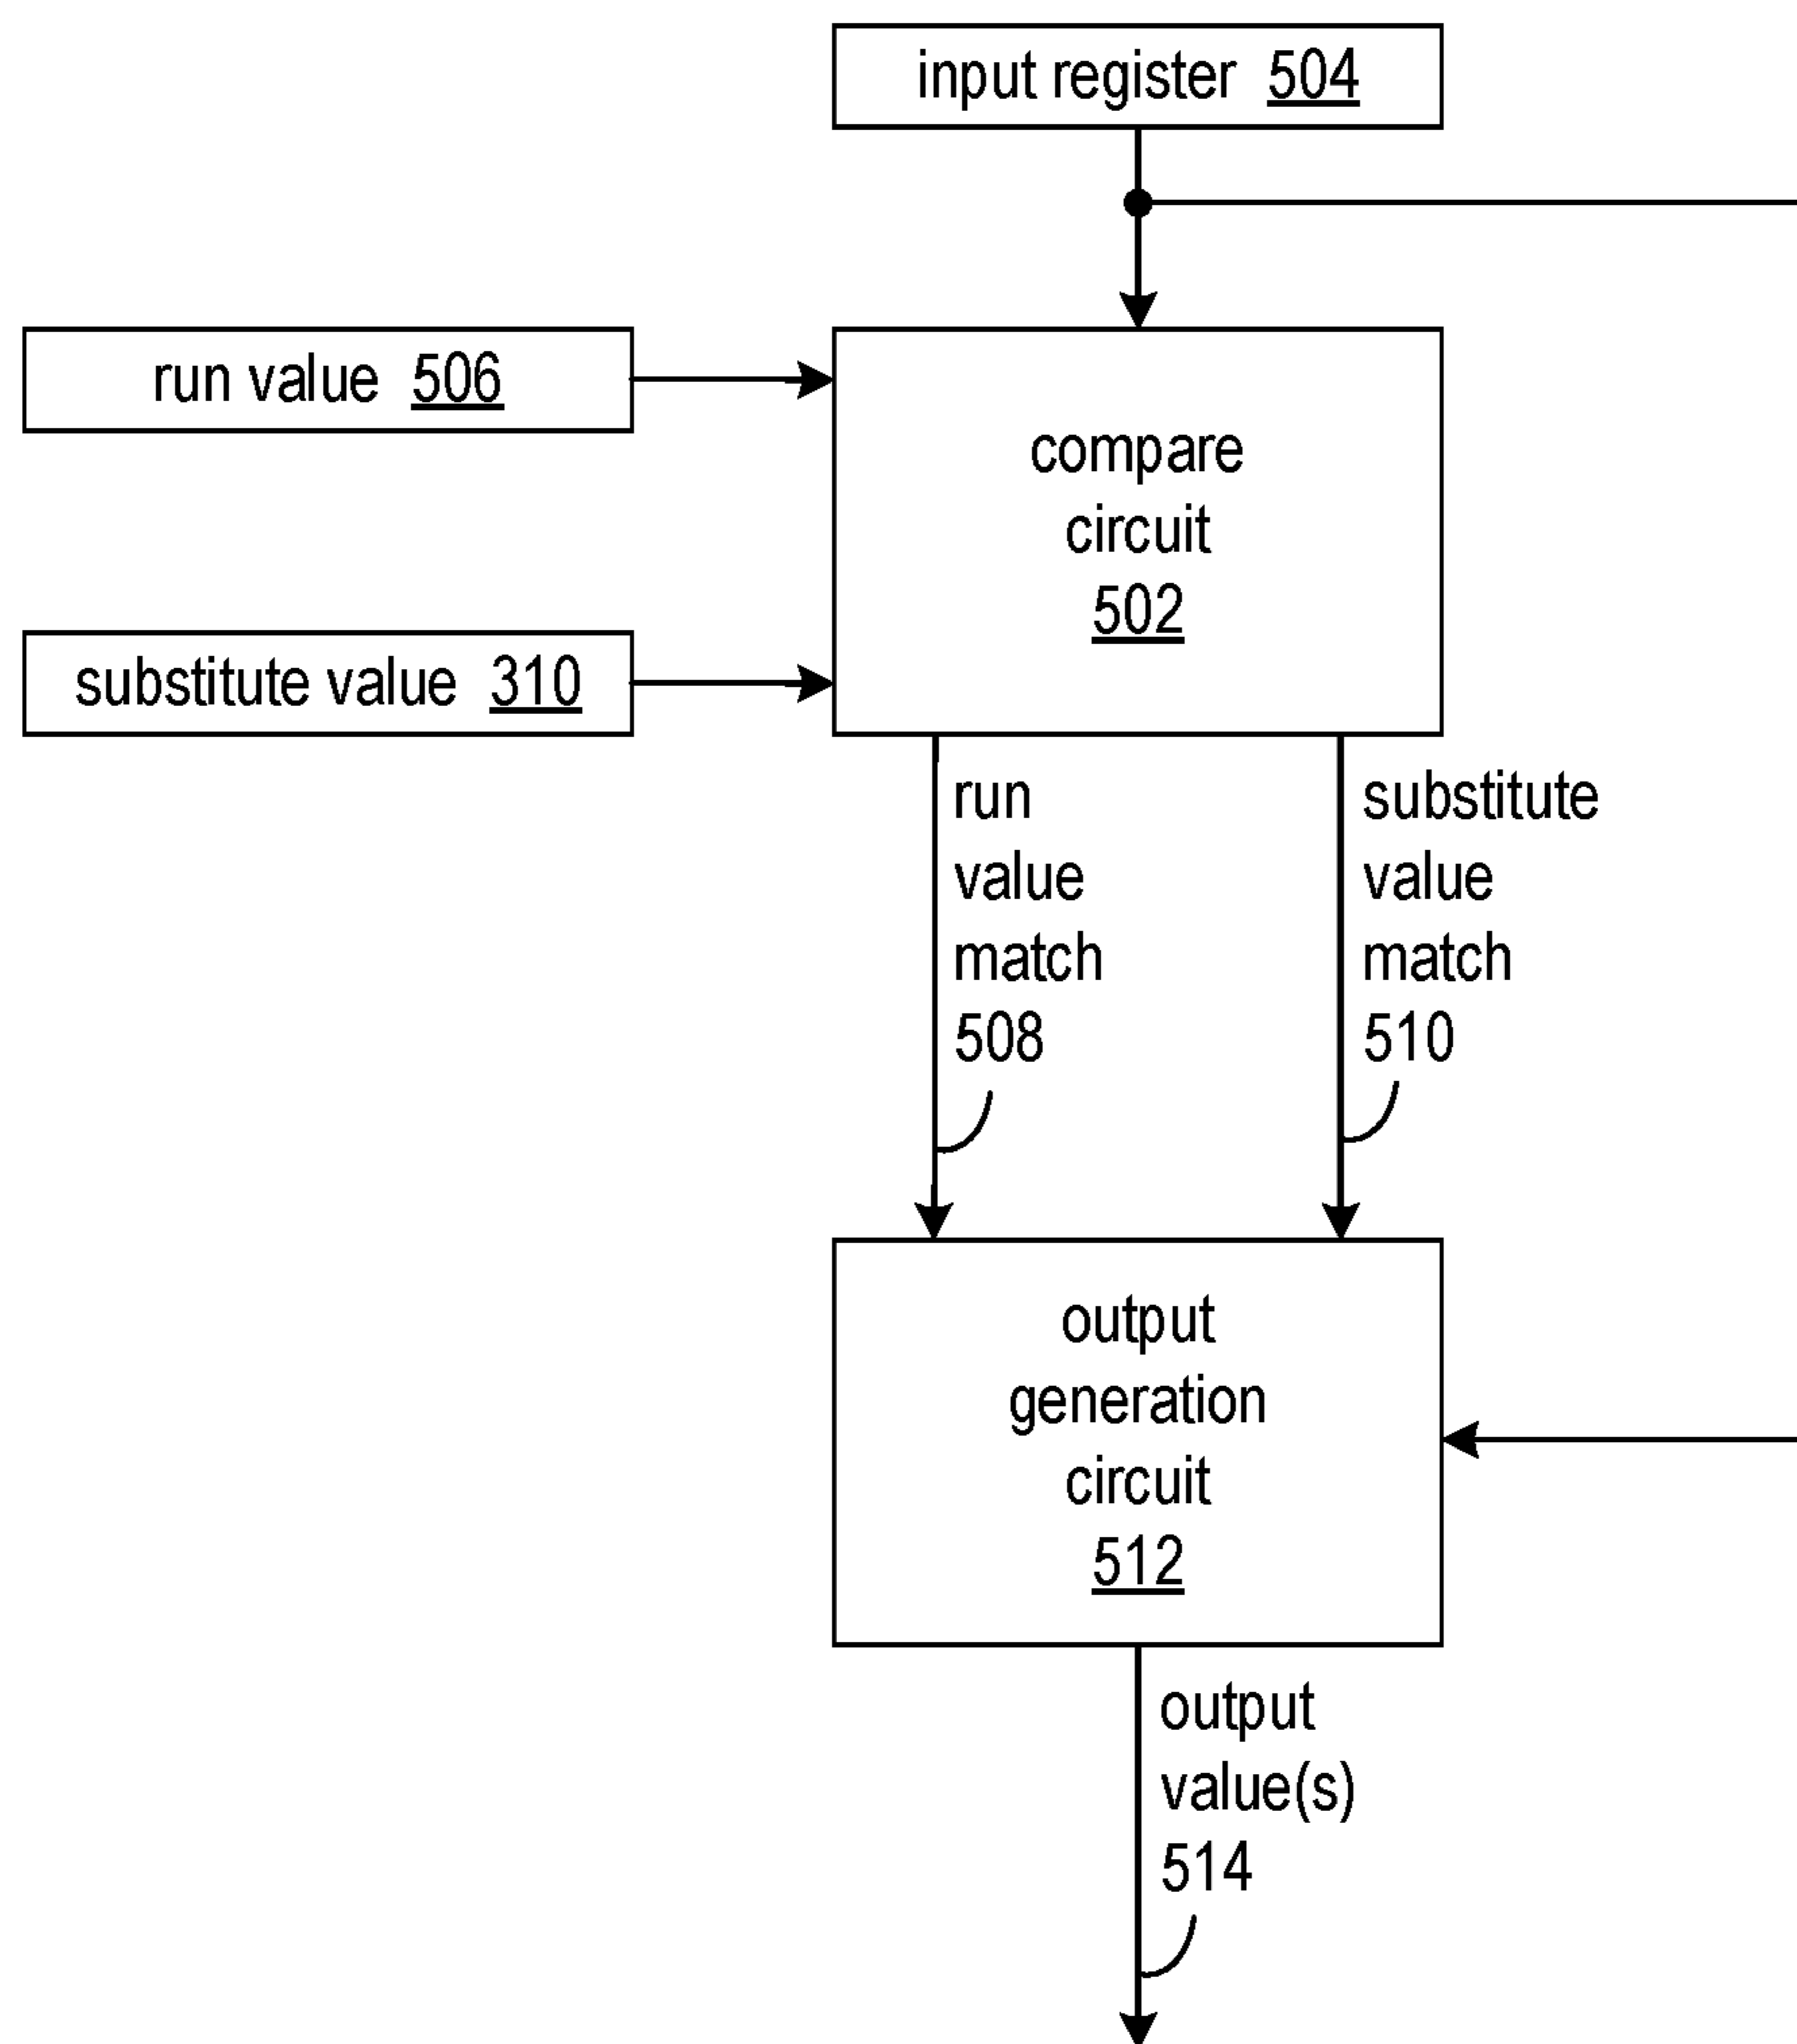 input register 504
run value 506
compare
circuit
502
substitute value 310
run
value
match
508
substitute
value
match
510
output
generation
circuit
512
output
value(s)
514